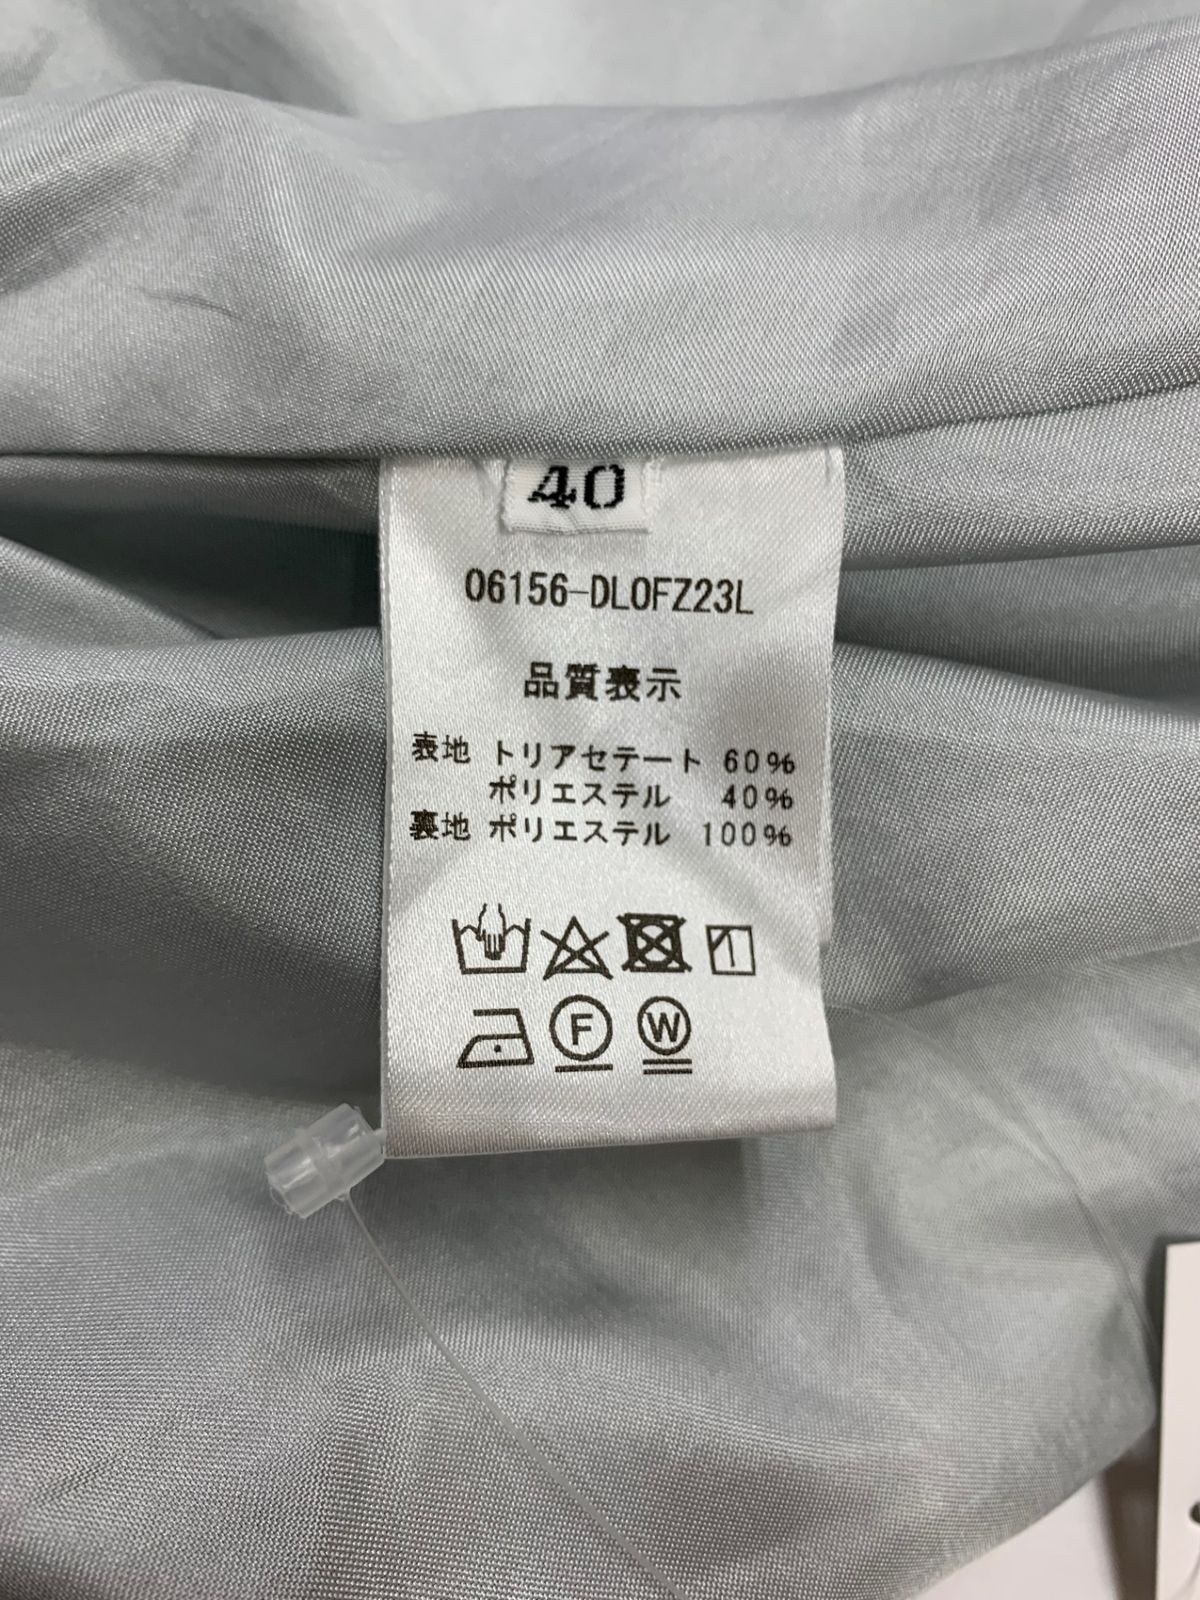 40
06156-DLOFZ23L
品質表示
表地 トリアセテート 60%
ポリエステル 40%
裏地 ポリエステル 100%
F W